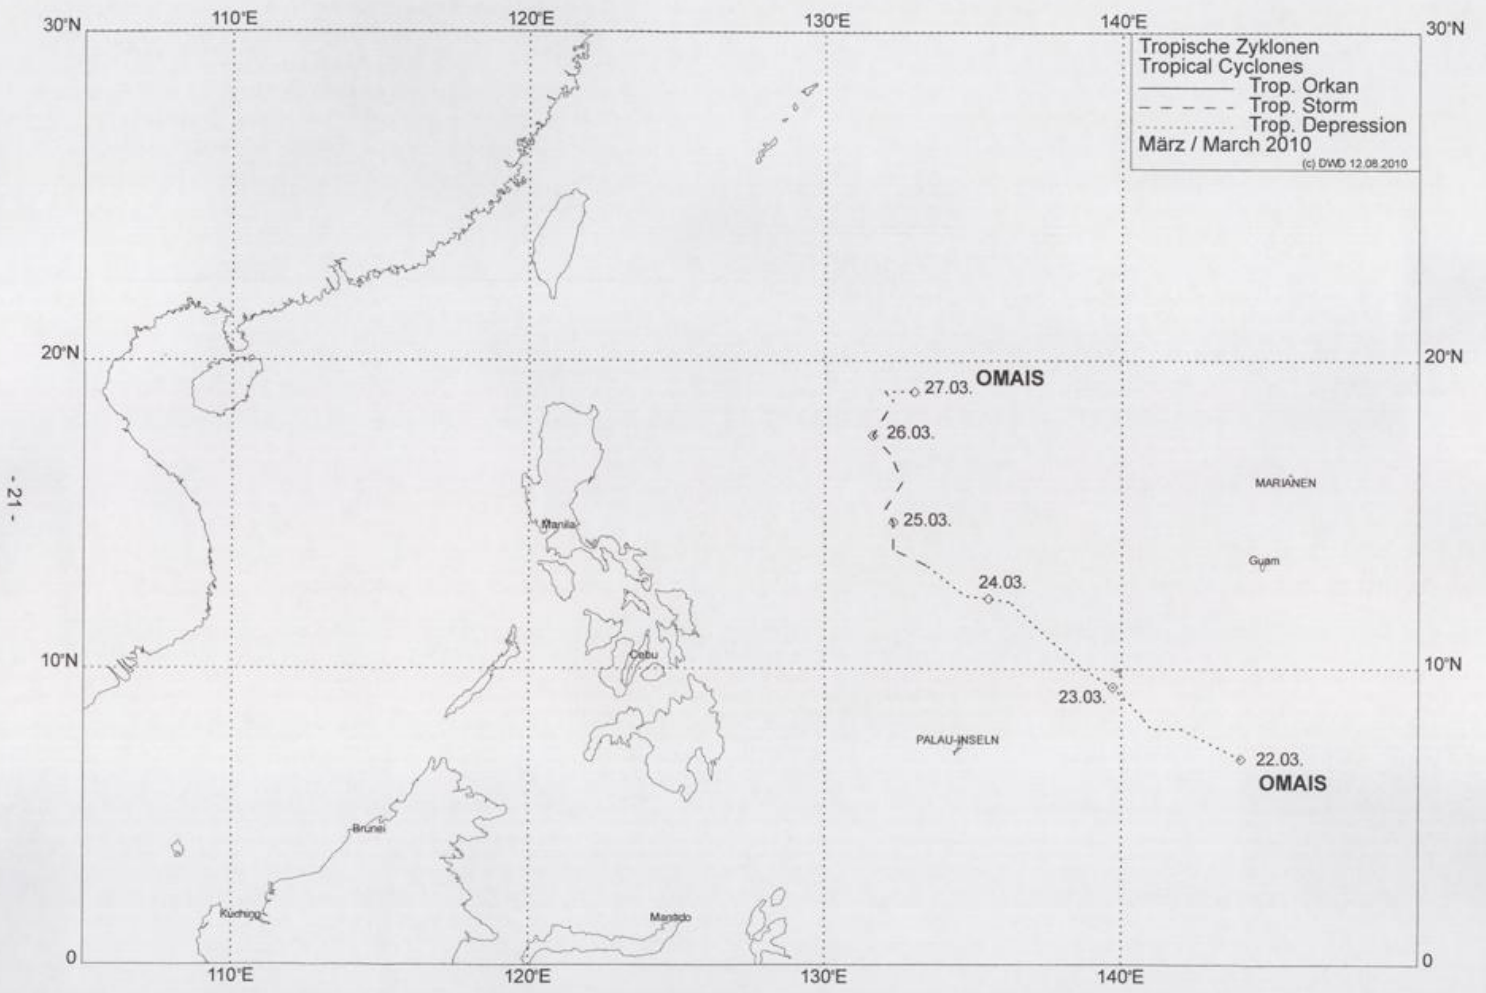 110°E
120°E
130°E
140°E
30°N
30°N
Tropische Zyklonen
Tropical Cyclones
Trop. Orkan
Trop. Storm
Trop. Depression
März / March 2010
(c) DWD 12.08.2010
20°N
20°N
27.03.
OMAIS
26.03.
MARIANEN
- 21 -
25.03.
Manila
Guam
24.03.
Cebu
10°N
10°N
23.03.
PALAU-INSELN
22.03.
OMAIS
Brunei
Kuching
Manado
0
0
110°E
120°E
130°E
140°E